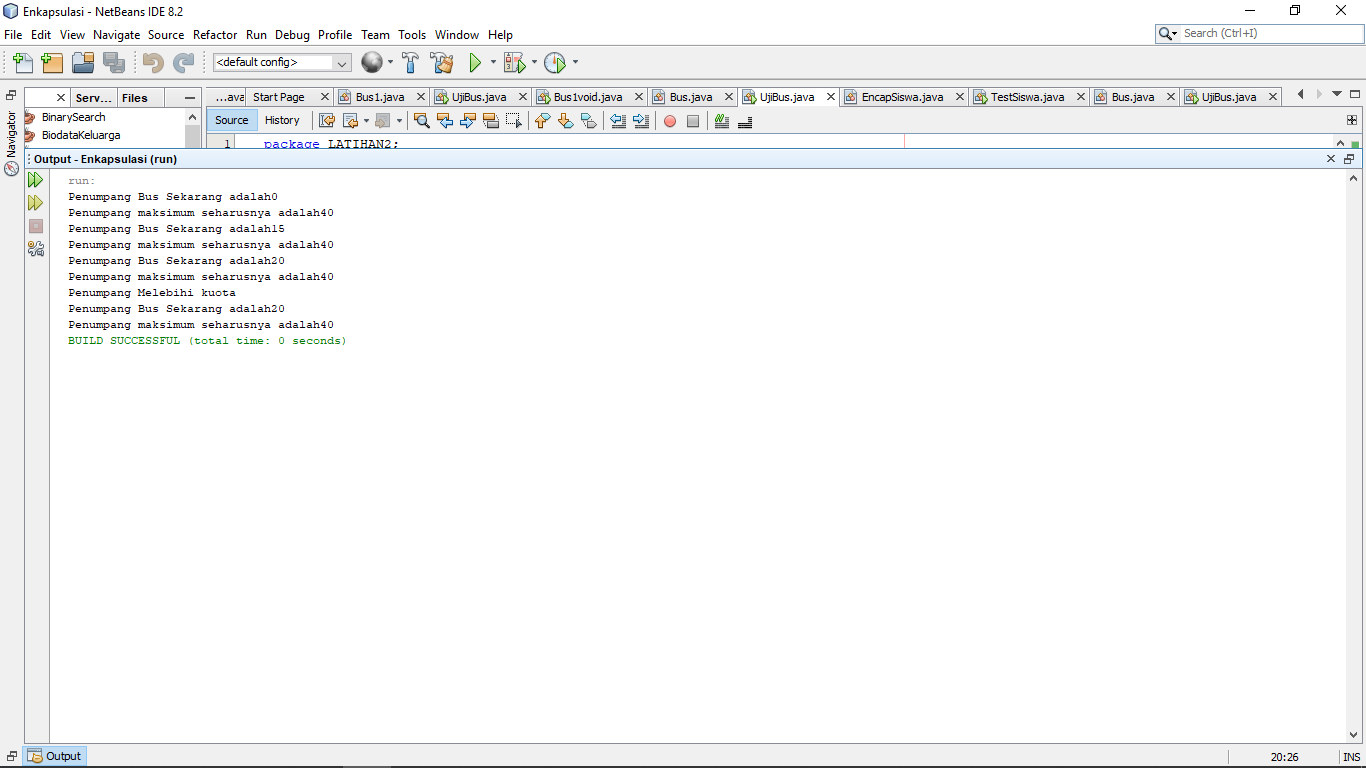 Enkapsulasi - NetBeans IDE 8.2
File Edit View Navigate Source Refactor Run Debug Profile Team Tools Window Help
Search (Ctrl+I)
<default config>
Serv... Files
...ava Start Page Bus1.java UjiBus.java Bus1void.java Bus.java UjiBus.java EncapSiswa.java TestSiswa.java Bus.java UjiBus.java
Navigator
BinarySearch
BiodataKeluarga
Source History
1 package LATIHAN2;
Output - Enkapsulasi (run)
run:
Penumpang Bus Sekarang adalah0
Penumpang maksimum seharusnya adalah40
Penumpang Bus Sekarang adalah15
Penumpang maksimum seharusnya adalah40
Penumpang Bus Sekarang adalah20
Penumpang maksimum seharusnya adalah40
Penumpang Melebihi kuota
Penumpang Bus Sekarang adalah20
Penumpang maksimum seharusnya adalah40
BUILD SUCCESSFUL (total time: 0 seconds)
Output
20:26 INS